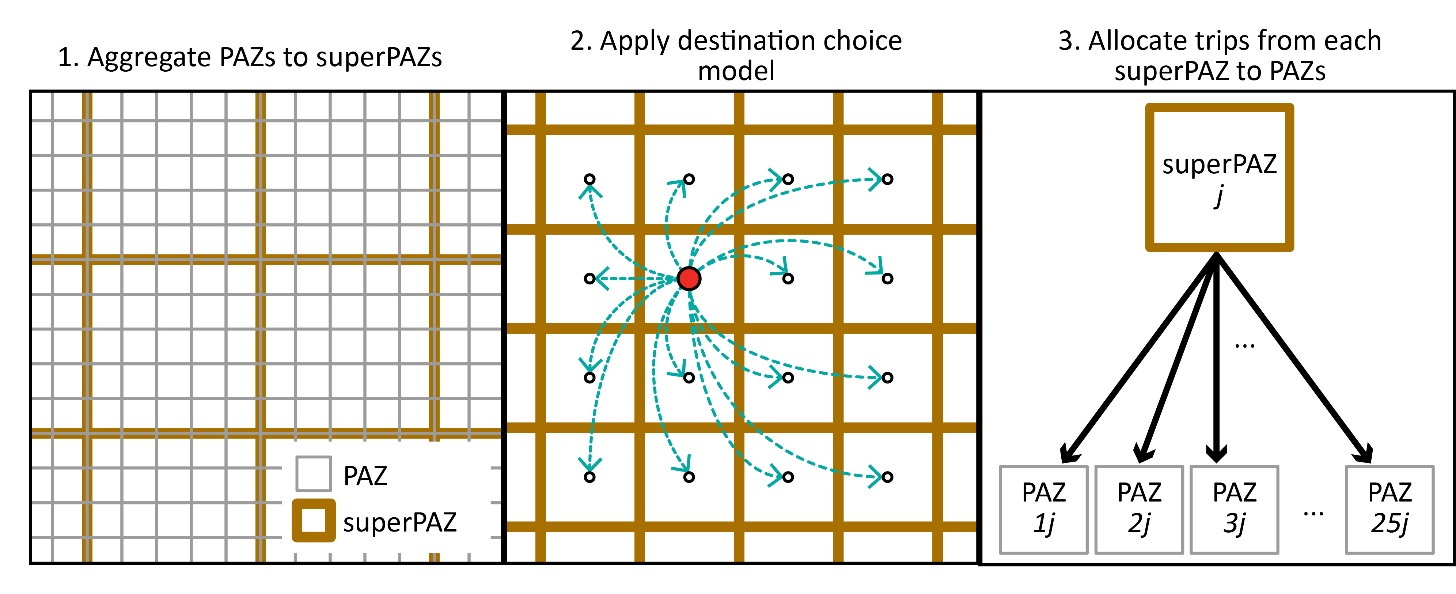 1. Aggregate PAZs to superPAZs
2. Apply destination choice
model
3. Allocate trips from each
superPAZ to PAZs
PAZ
superPAZ
superPAZ
j
...
PAZ
1j
PAZ
2j
PAZ
3j
...
PAZ
25j